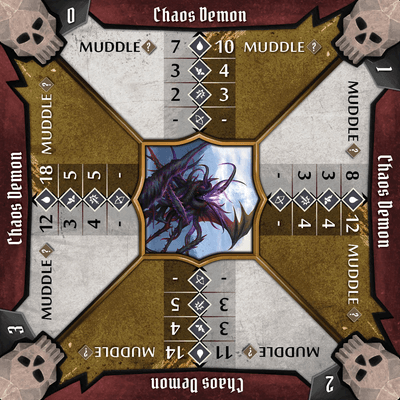 0
Chaos Demon
MUDDLE ? 7 10 MUDDLE ?
3 4
2 3
- -
1
Chaos Demon
MUDDLE ? 8 12 MUDDLE ?
3 4
3 4
- -
2
Chaos Demon
MUDDLE ? 11 14 MUDDLE ?
3 4
3 5
- -
3
Chaos Demon
MUDDLE ? 12 18 MUDDLE ?
3 5
4 5
- -